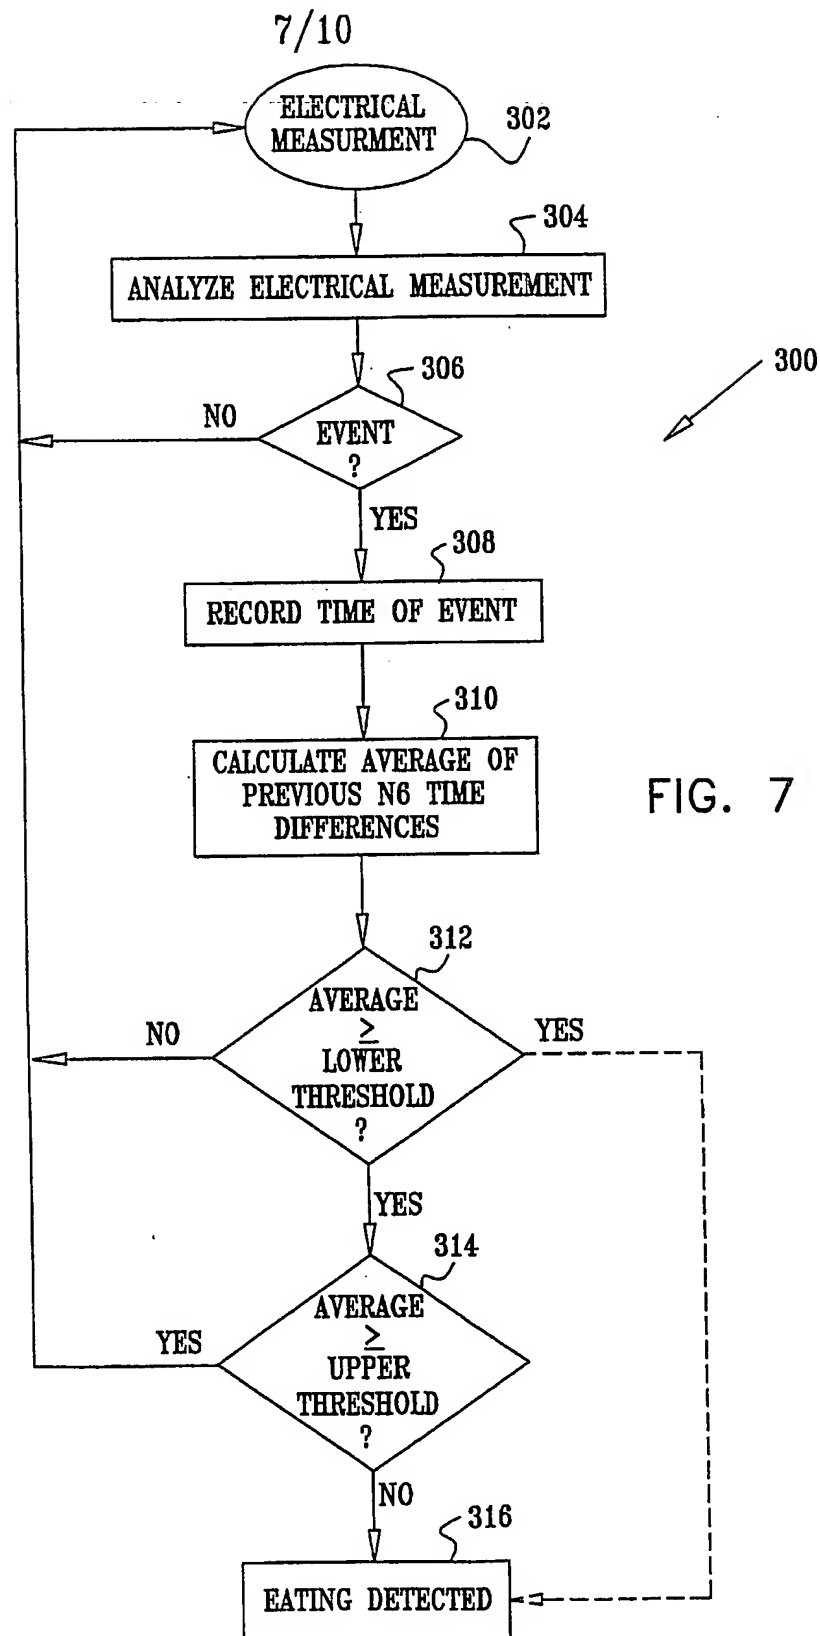 7/10
ELECTRICAL
MEASURMENT
302
304
ANALYZE ELECTRICAL MEASUREMENT
306
300
NO
EVENT
?
YES
308
RECORD TIME OF EVENT
310
CALCULATE AVERAGE OF
PREVIOUS N6 TIME
DIFFERENCES
FIG. 7
312
NO
AVERAGE
≥
LOWER
THRESHOLD
?
YES
YES
314
YES
AVERAGE
≥
UPPER
THRESHOLD
?
NO
316
EATING DETECTED